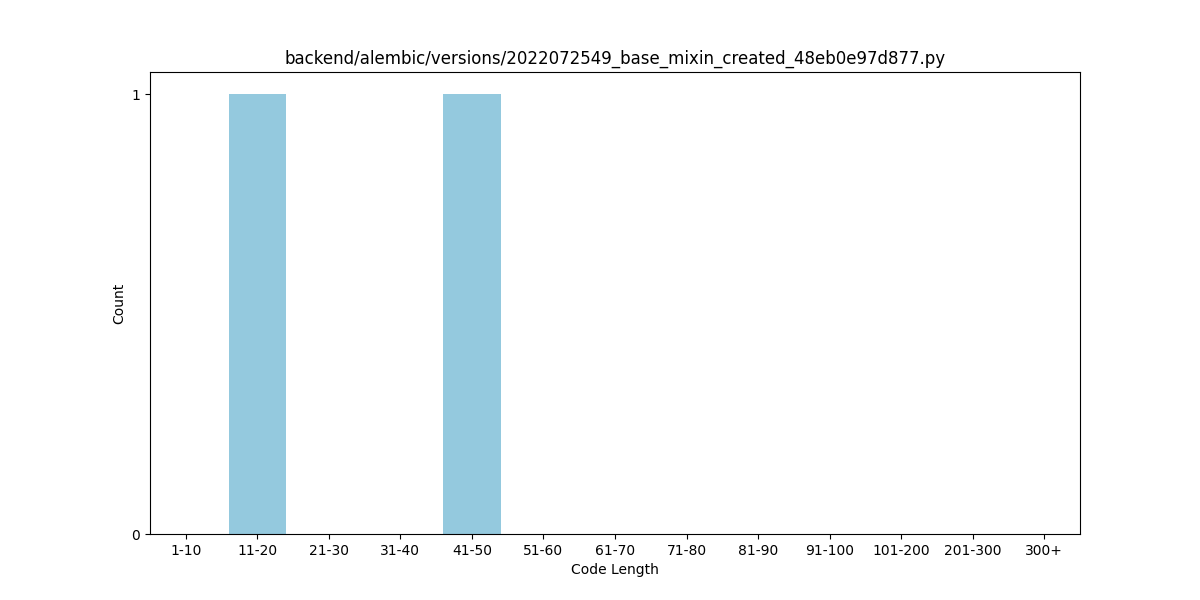 backend/alembic/versions/2022072549_base_mixin_created_48eb0e97d877.py
1
Count
0
1-10 11-20 21-30 31-40 41-50 51-60 61-70 71-80 81-90 91-100 101-200 201-300 300+
Code Length